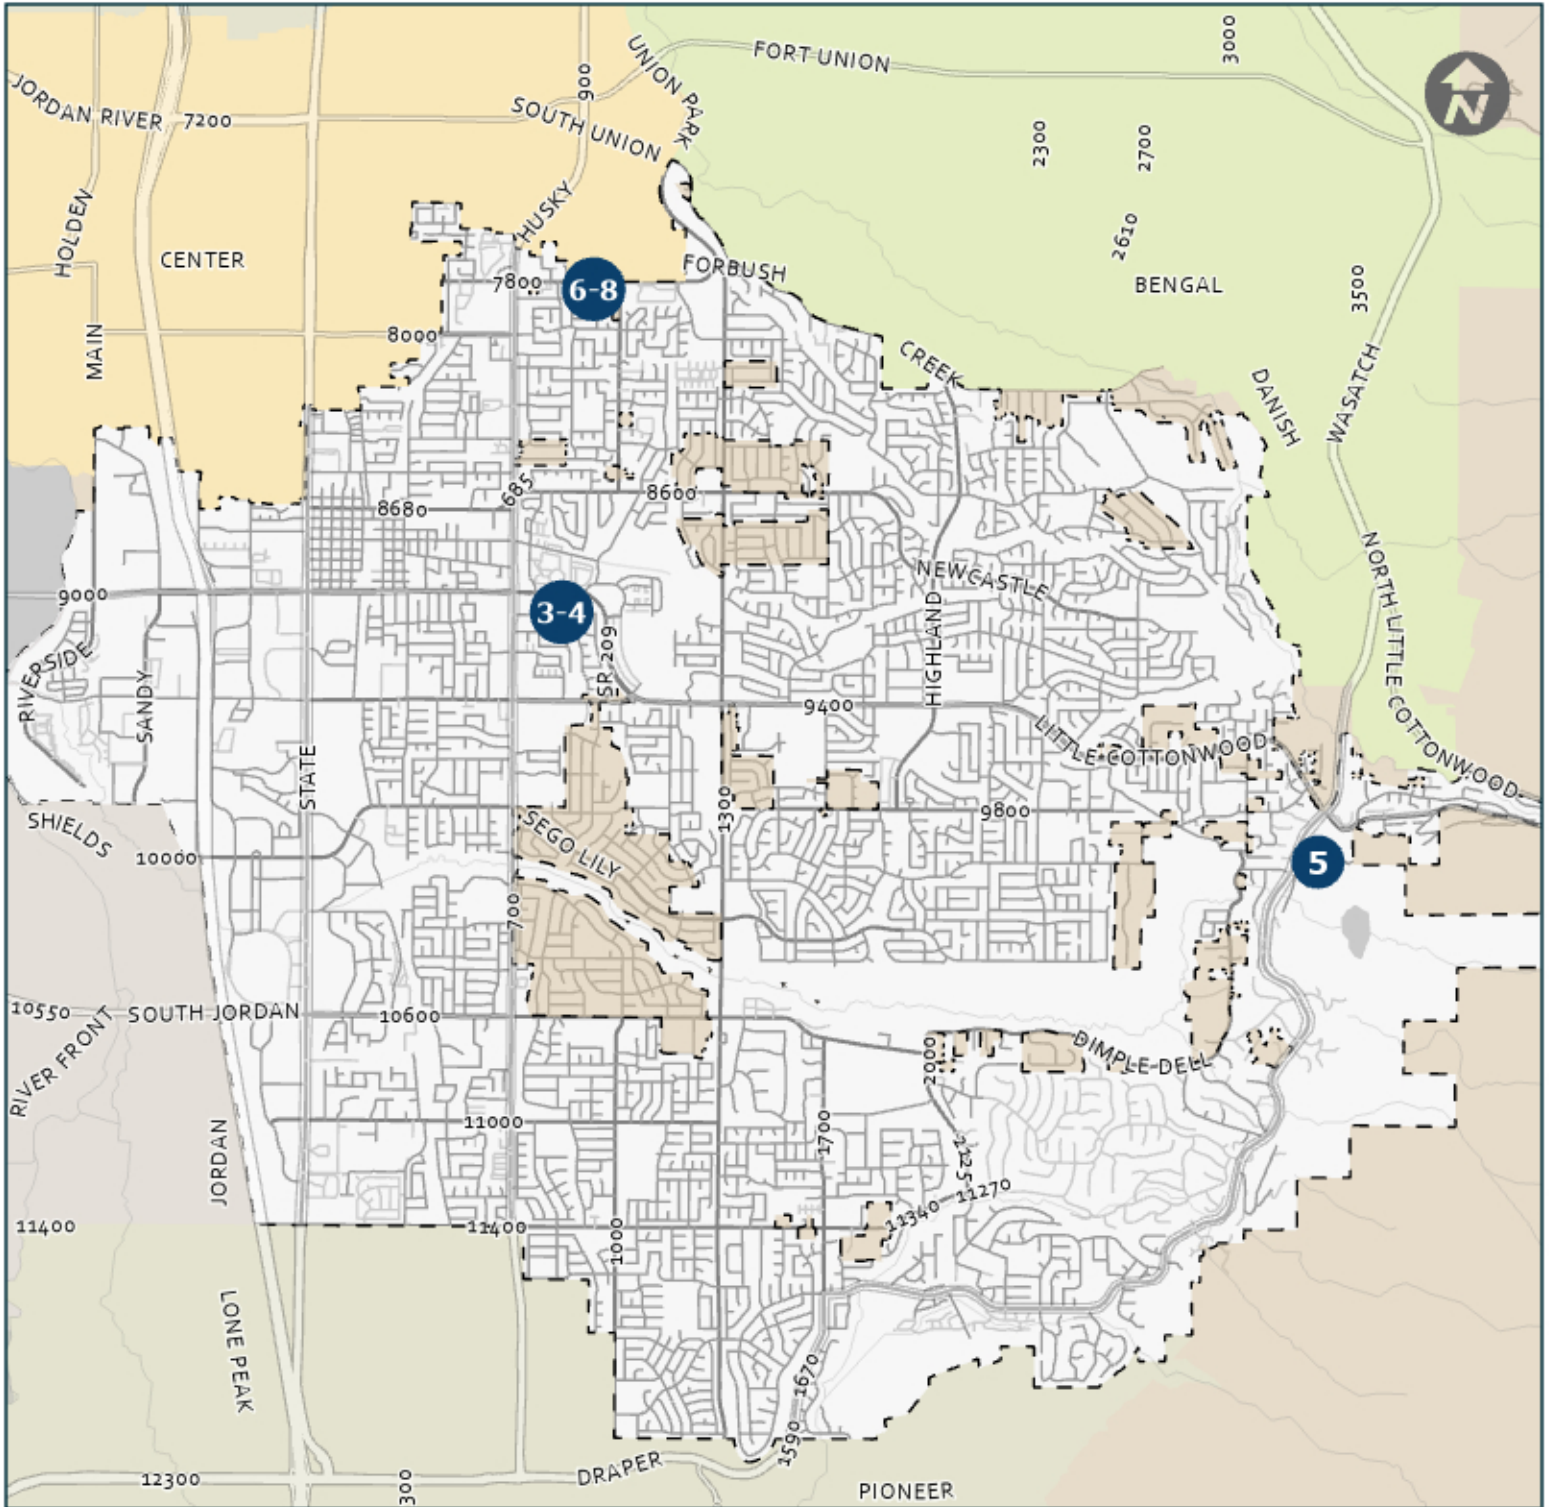 FORT UNION
3000
UNION PARK
900
JORDAN RIVER
7200
SOUTH UNION
2300
2700
N
HOLDEN
HUSKY
CENTER
2610
FORBUSH
BENGAL
3500
7800
6-8
MAIN
8000
CREEK
DANISH
WASATCH
685
8600
8680
NORTH LITTLE COTTONWOOD
9000
NEWCASTLE
3-4
HIGHLAND
SR 209
RIVERSIDE
SANDY
9400
LITTLE COTTONWOOD
STATE
1300
9800
SHIELDS
SEGO LILY
10000
5
700
10550
SOUTH JORDAN
10600
RIVER FRONT
DIMPLE DELL
2000
11000
1700
JORDAN
2125
11340
11270
11400
11400
1000
LONE PEAK
1670
1590
12300
300
DRAPER
PIONEER